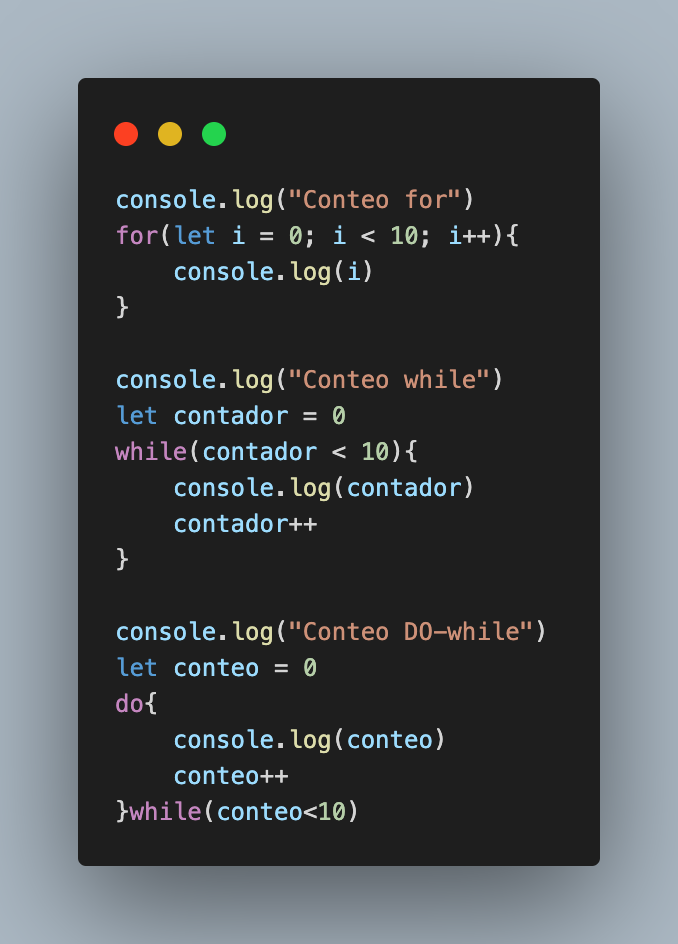 console.log("Conteo for")
for(let i = 0; i < 10; i++){
    console.log(i)
}

console.log("Conteo while")
let contador = 0
while(contador < 10){
    console.log(contador)
    contador++
}

console.log("Conteo DO-while")
let conteo = 0
do{
    console.log(conteo)
    conteo++
}while(conteo<10)